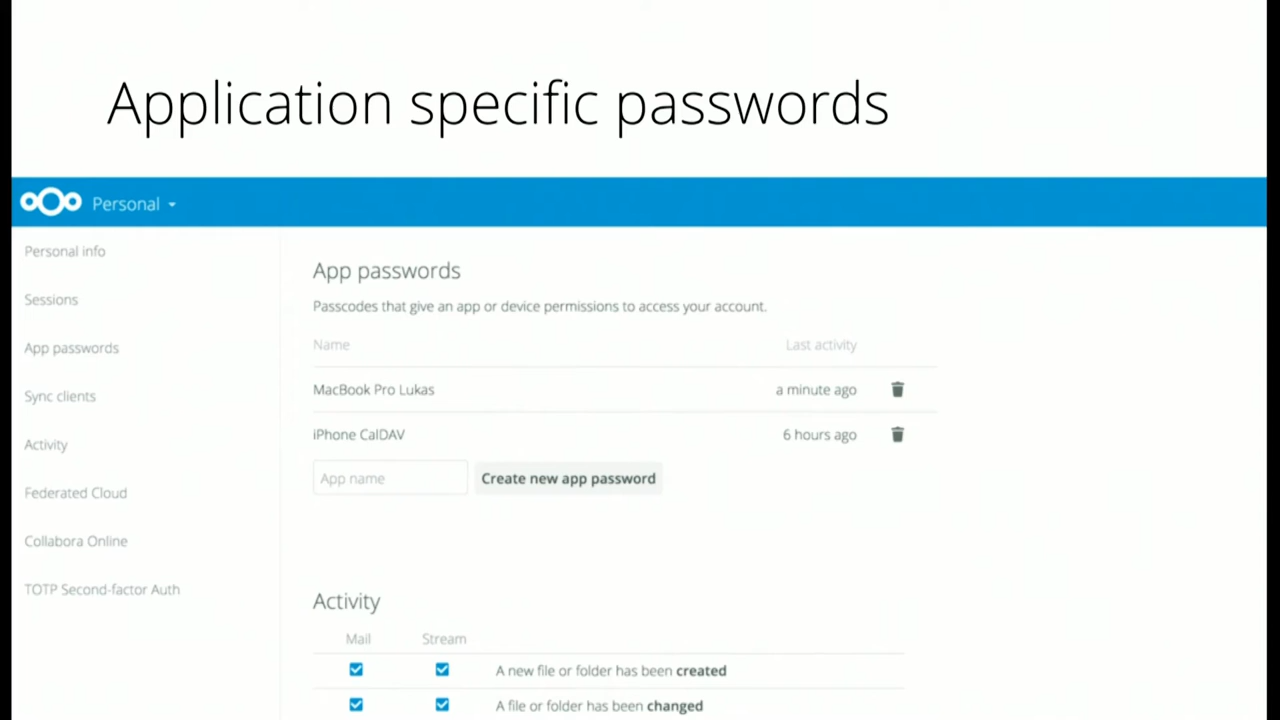 Application specific passwords
Personal
Personal info
Sessions
App passwords
Sync clients
Activity
Federated Cloud
Collabora Online
TOTP Second-factor Auth
App passwords
Passcodes that give an app or device permissions to access your account.
Name Last activity
MacBook Pro Lukas a minute ago
iPhone CalDAV 6 hours ago
App name Create new app password
Activity
Mail Stream
A new file or folder has been created
A file or folder has been changed